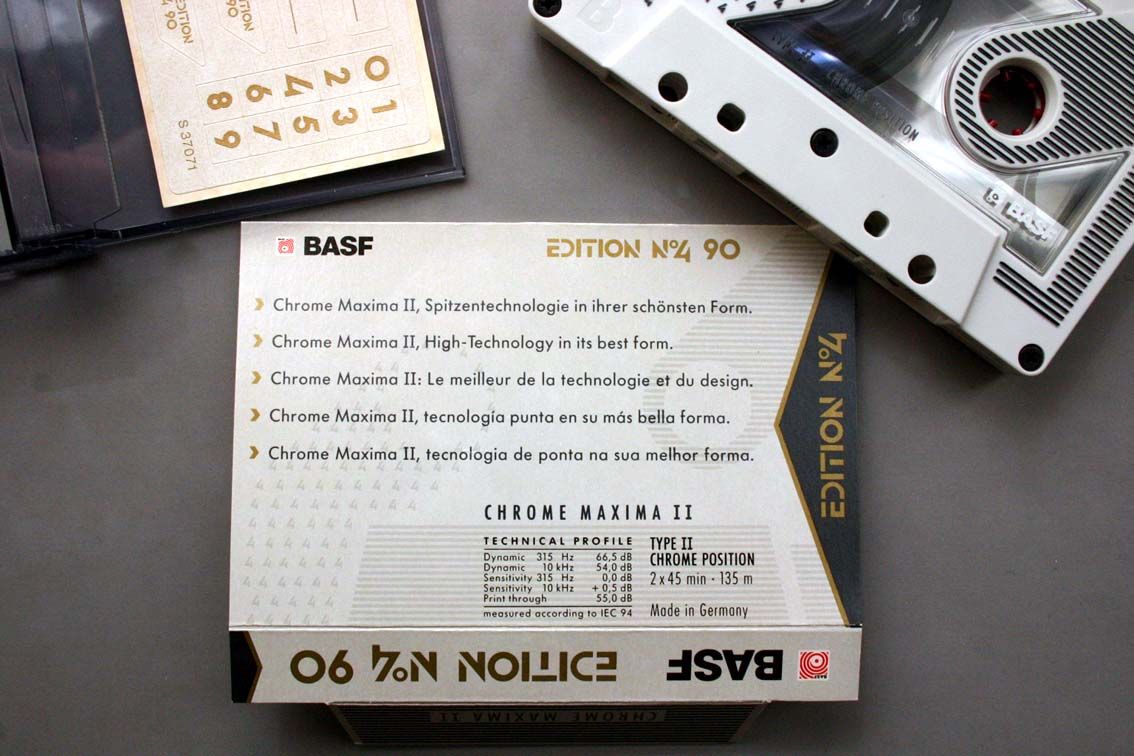 EDITION
Nº4 90
EDITION
Nº4 90
0 2 4 6 8
1 3 5 7 9
S 37071
CHROME POSITION
BASF
BASF
EDITION Nº4 90
Chrome Maxima II, Spitzentechnologie in ihrer schönsten Form.
Chrome Maxima II, High-Technology in its best form.
Chrome Maxima II: Le meilleur de la technologie et du design.
Chrome Maxima II, tecnología punta en su más bella forma.
Chrome Maxima II, tecnologia de ponta na sua melhor forma.
EDITION Nº4
CHROME MAXIMA II
TECHNICAL PROFILE
Dynamic 315 Hz 66,5 dB
Dynamic 10 kHz 54,0 dB
Sensitivity 315 Hz 0,0 dB
Sensitivity 10 kHz + 0,5 dB
Print through 55,0 dB
measured according to IEC 94
TYPE II
CHROME POSITION
2 x 45 min · 135 m
Made in Germany
BASF EDITION Nº4 90
CHROME MAXIMA II